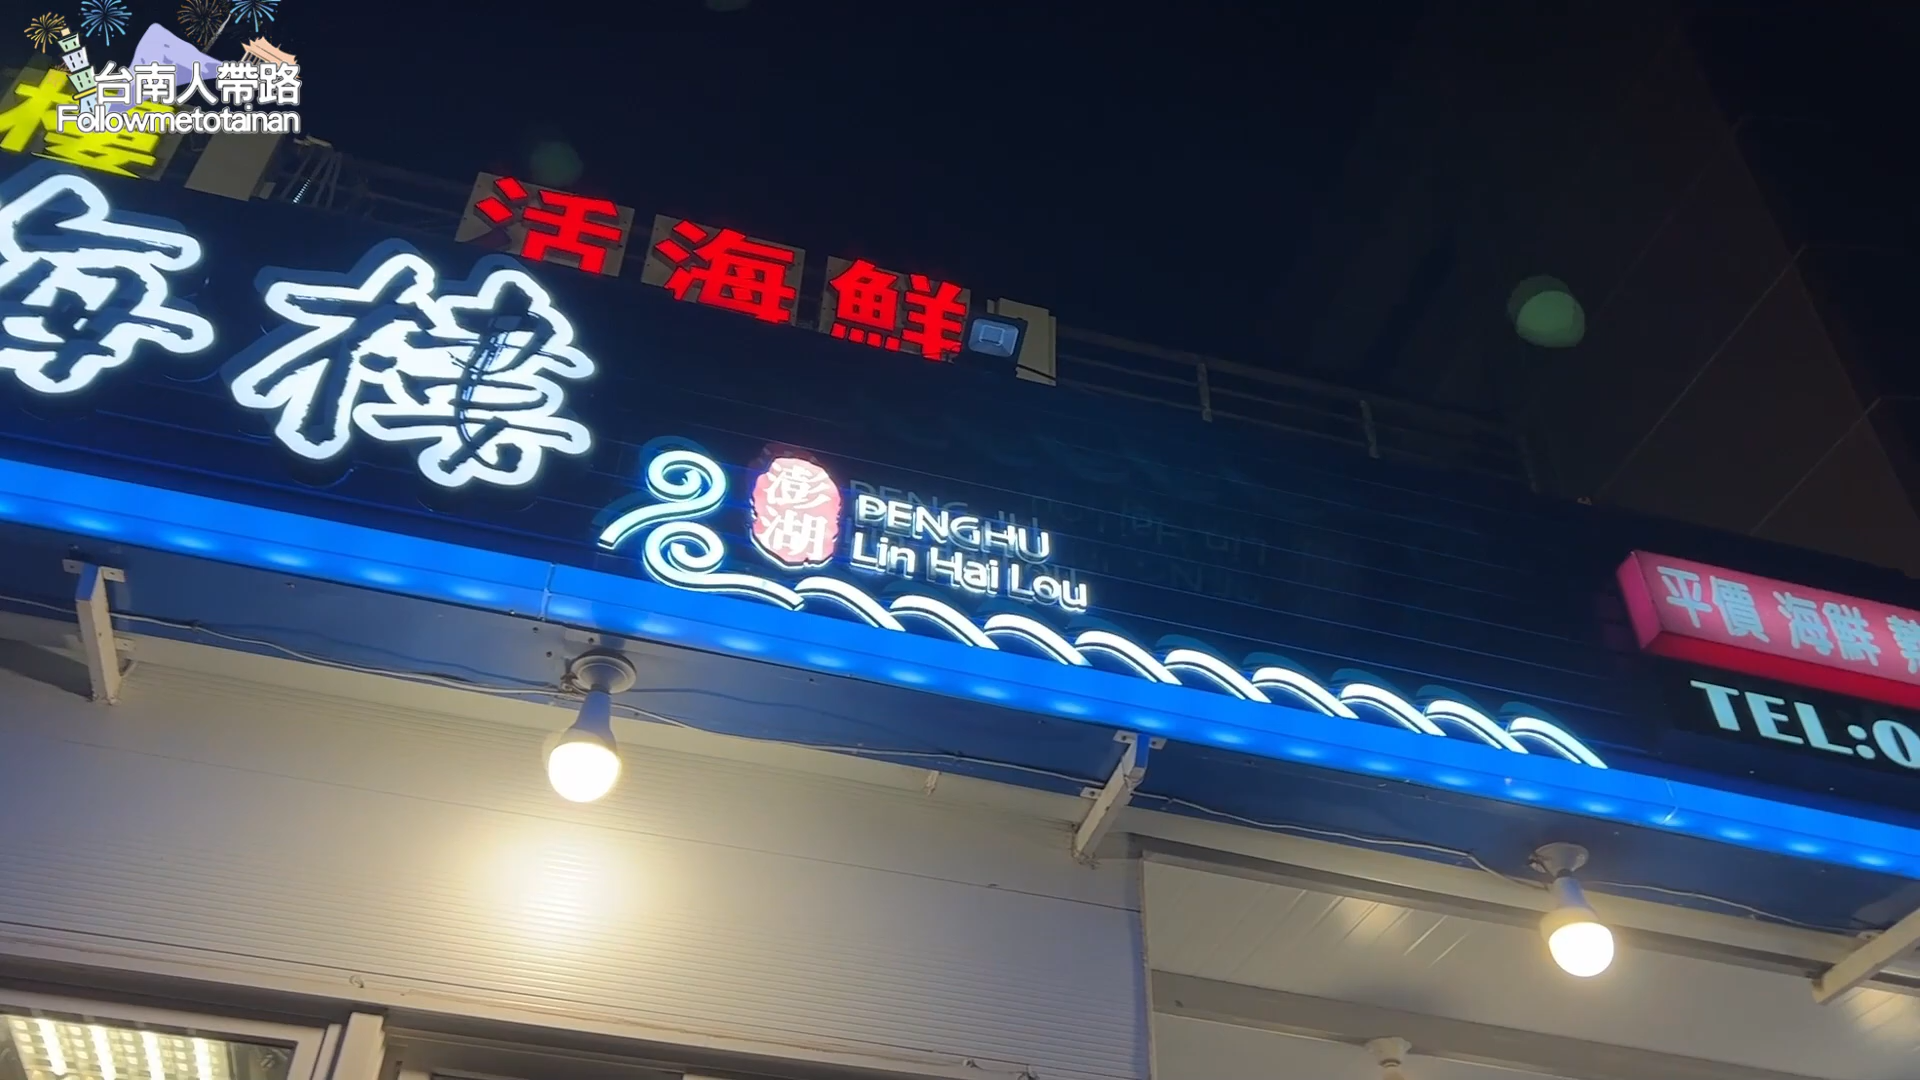 台南人帶路
Followmetotainan
樓
活海鮮
海樓
澎湖
PENGHU
Lin Hai Lou
平價 海鮮
TEL:0